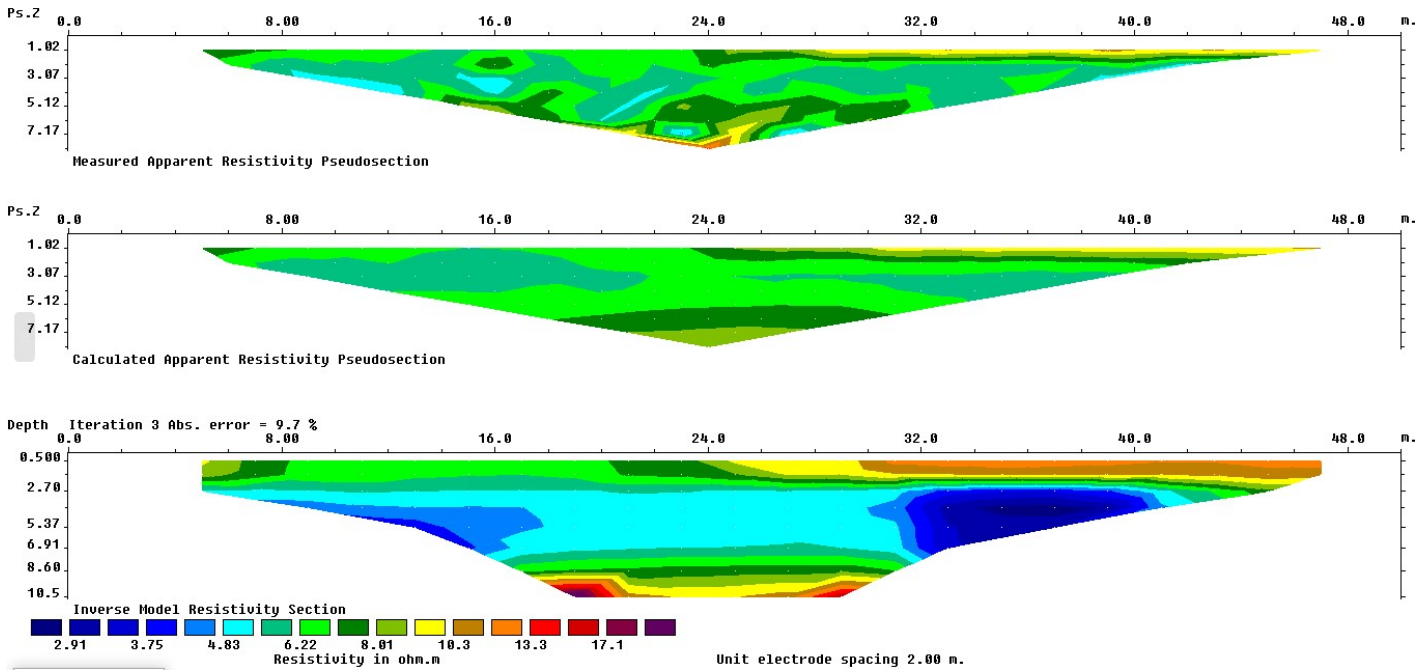 Ps.Z 0.0 8.00 16.0 24.0 32.0 40.0 48.0 m.
1.02
3.07
5.12
7.17
Measured Apparent Resistivity Pseudosection
Ps.Z 0.0 8.00 16.0 24.0 32.0 40.0 48.0 m.
1.02
3.07
5.12
7.17
Calculated Apparent Resistivity Pseudosection
Depth Iteration 3 Abs. error = 9.7 %
0.0 8.00 16.0 24.0 32.0 40.0 48.0 m.
0.500
2.70
5.37
6.91
8.60
10.5
Inverse Model Resistivity Section
2.91 3.75 4.83 6.22 8.01 10.3 13.3 17.1
Resistivity in ohm.m Unit electrode spacing 2.00 m.